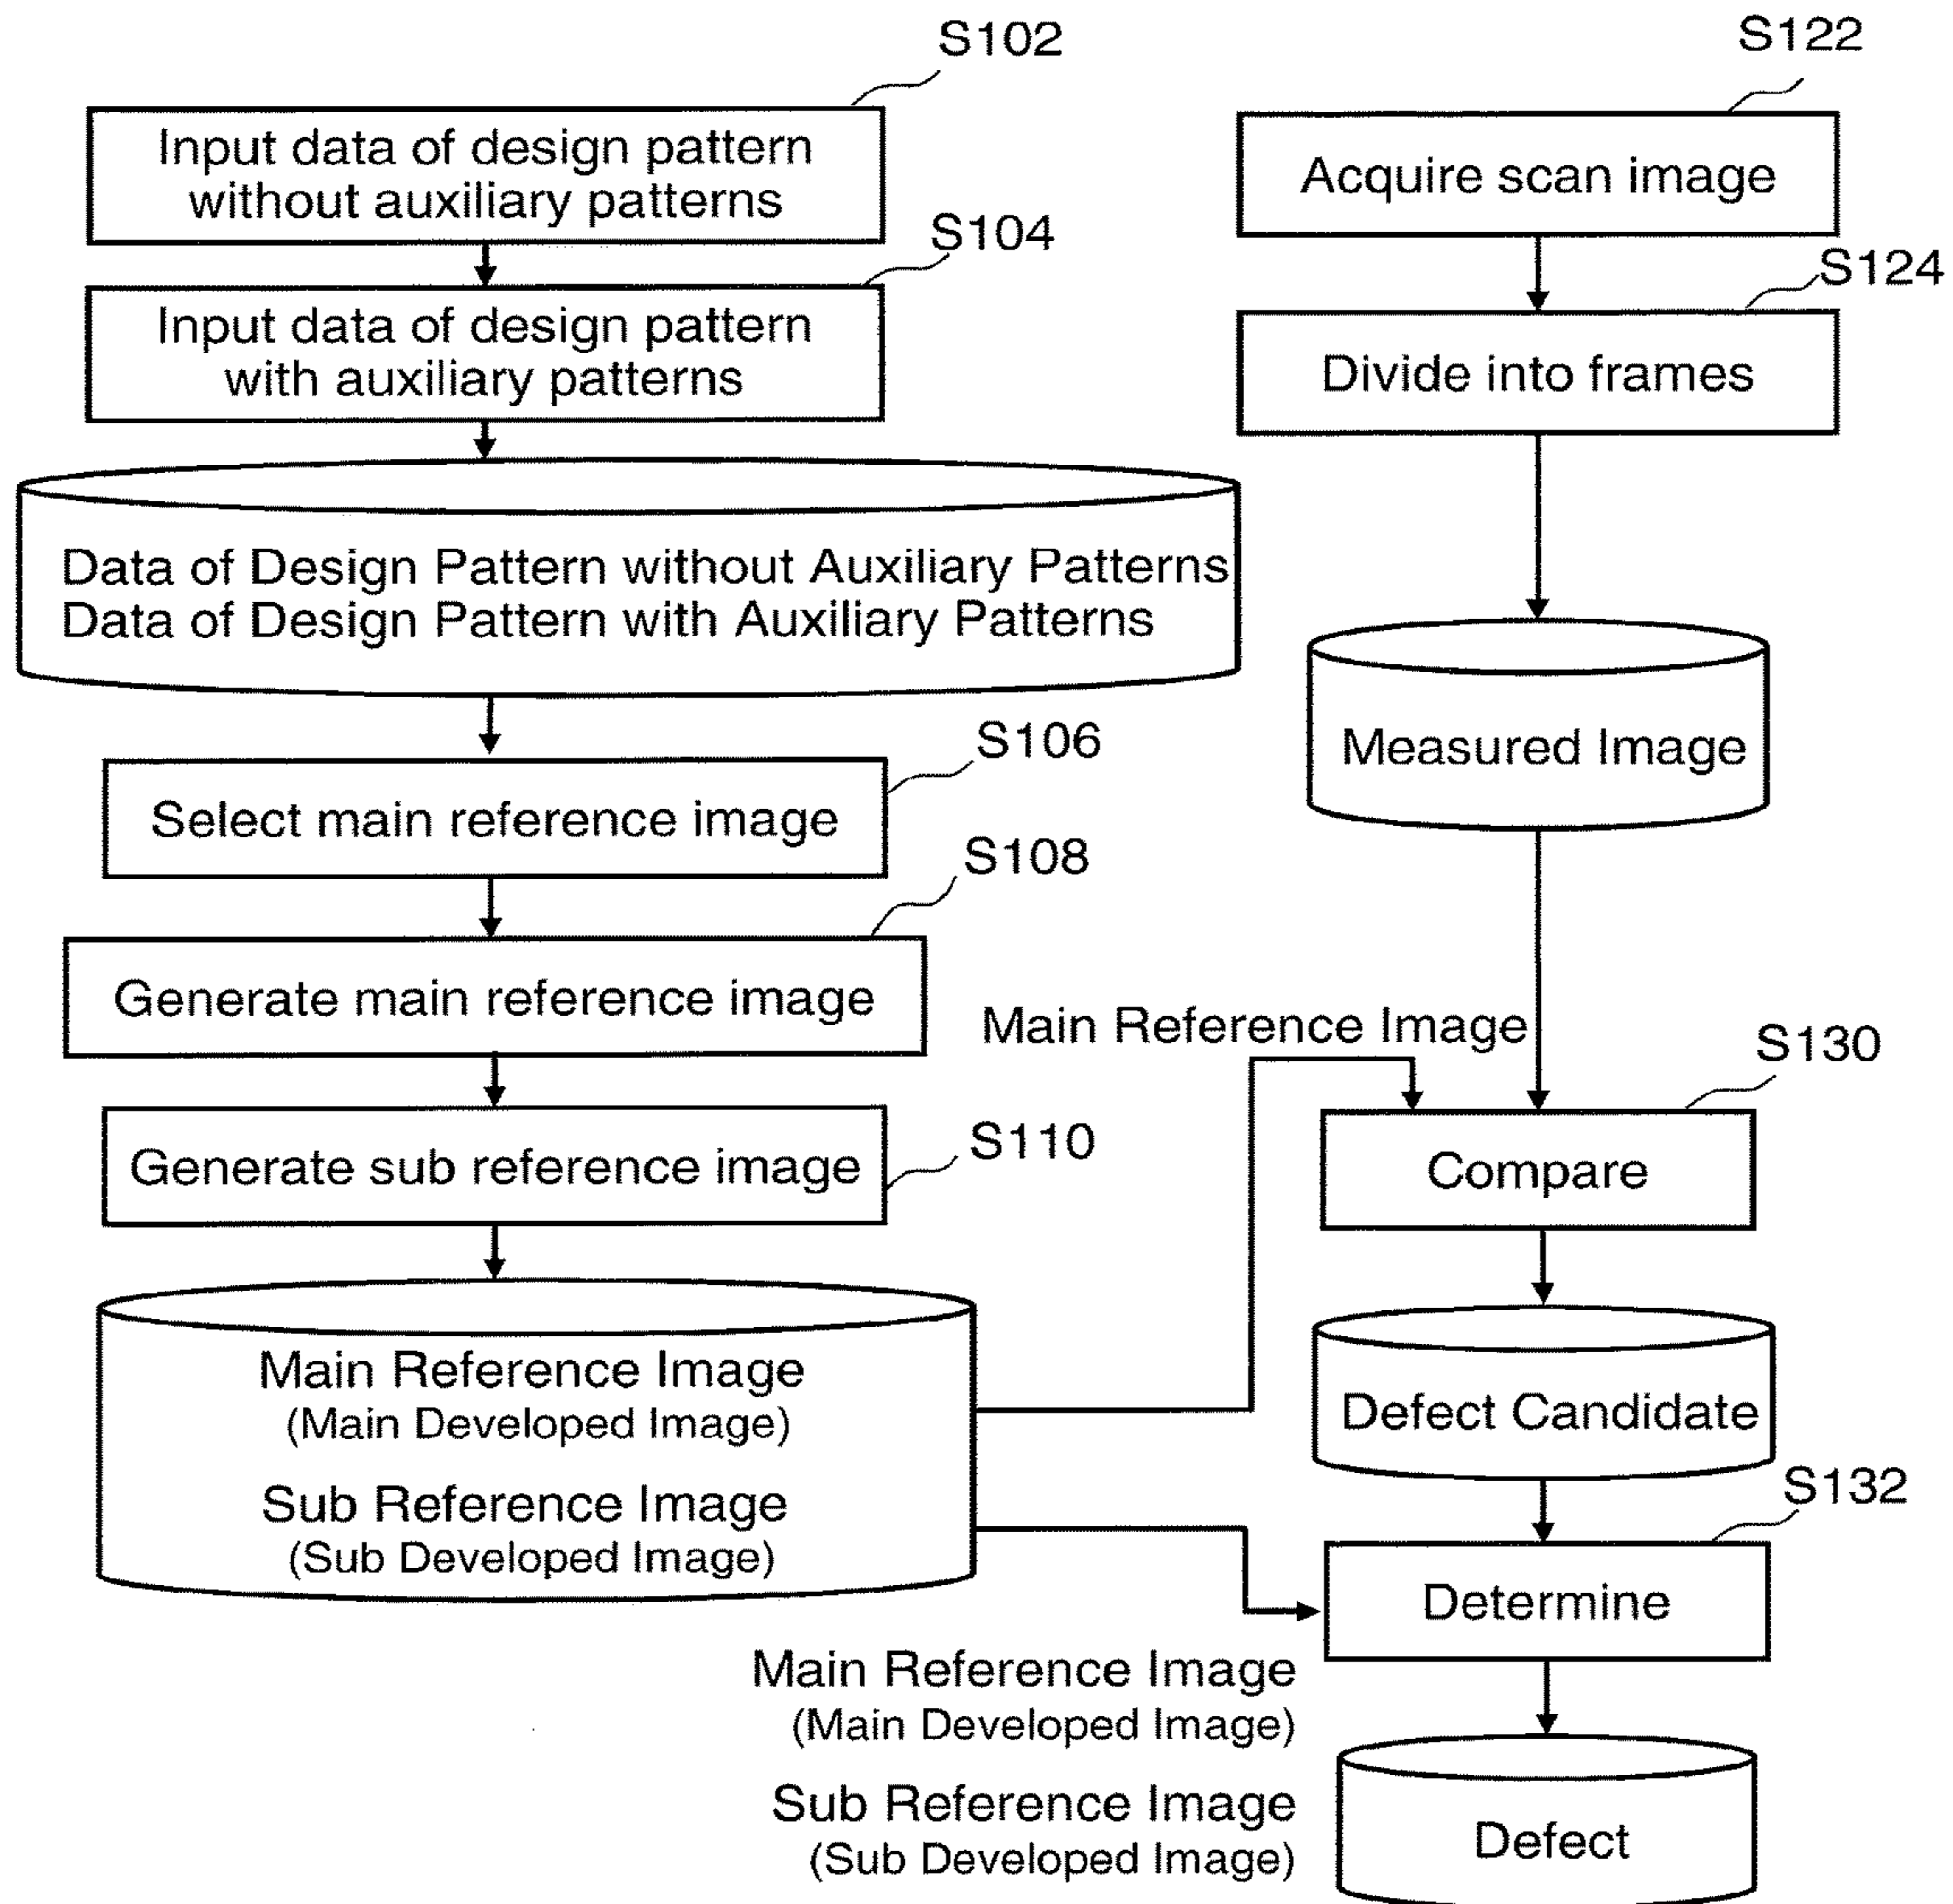 S102
Input data of design pattern
without auxiliary patterns
S104
Input data of design pattern
with auxiliary patterns
Data of Design Pattern without Auxiliary Patterns
Data of Design Pattern with Auxiliary Patterns
S106
Select main reference image
S108
Generate main reference image
S110
Generate sub reference image
Main Reference Image
(Main Developed Image)
Sub Reference Image
(Sub Developed Image)
S122
Acquire scan image
S124
Divide into frames
Measured Image
Main Reference Image
S130
Compare
Defect Candidate
S132
Determine
Main Reference Image
(Main Developed Image)
Sub Reference Image
(Sub Developed Image)
Defect